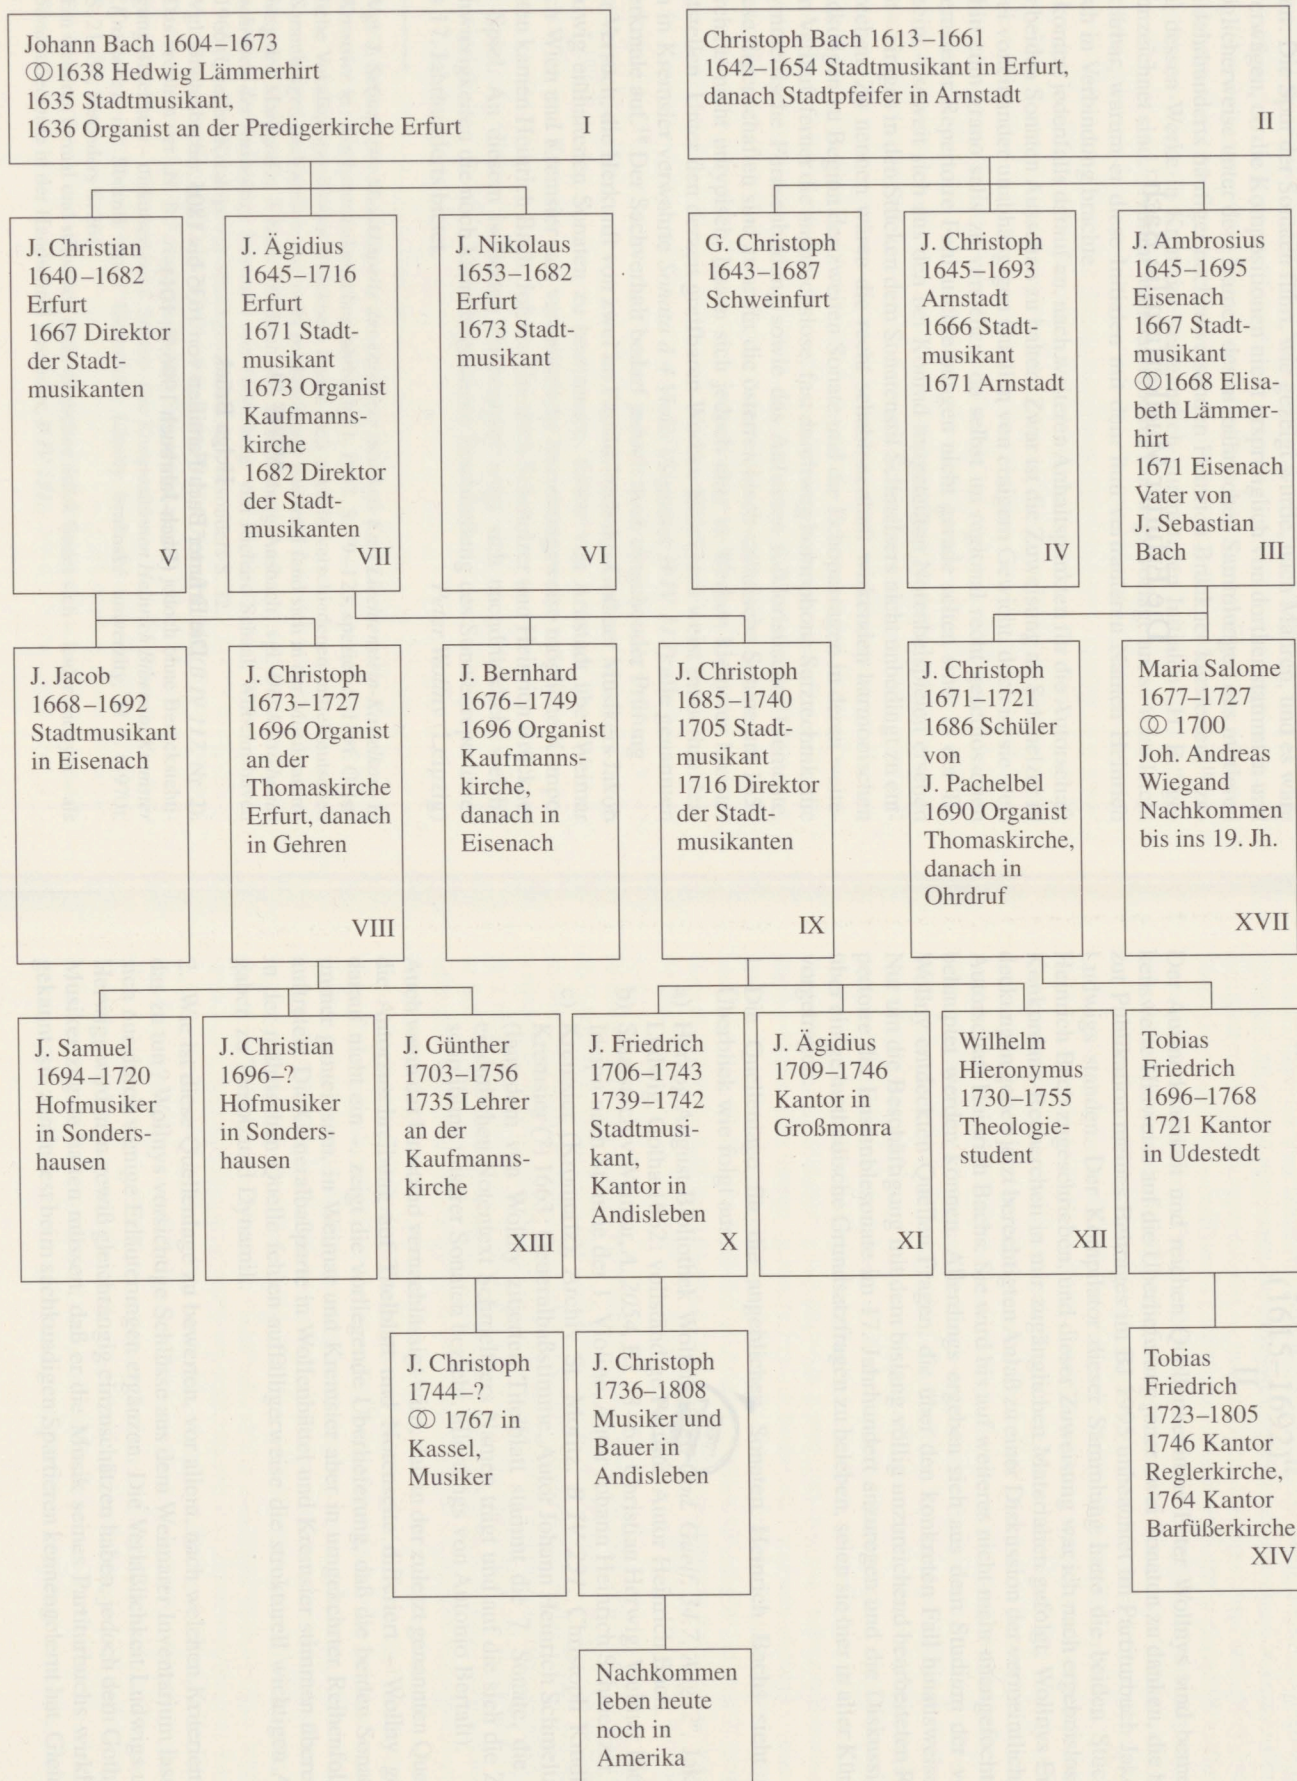 Johann Bach 1604–1673
⚭1638 Hedwig Lämmerhirt
1635 Stadtmusikant,
1636 Organist an der Predigerkirche Erfurt
I
Christoph Bach 1613–1661
1642–1654 Stadtmusikant in Erfurt,
danach Stadtpfeifer in Arnstadt
II
J. Christian
1640–1682
Erfurt
1667 Direktor
der Stadt-
musikanten
V
J. Ägidius
1645–1716
Erfurt
1671 Stadt-
musikant
1673 Organist
Kaufmanns-
kirche
1682 Direktor
der Stadt-
musikanten
VII
J. Nikolaus
1653–1682
Erfurt
1673 Stadt-
musikant
VI
G. Christoph
1643–1687
Schweinfurt
J. Christoph
1645–1693
Arnstadt
1666 Stadt-
musikant
1671 Arnstadt
IV
J. Ambrosius
1645–1695
Eisenach
1667 Stadt-
musikant
⚭1668 Elisa-
beth Lämmer-
hirt
1671 Eisenach
Vater von
J. Sebastian
Bach III
J. Jacob
1668–1692
Stadtmusikant
in Eisenach
J. Christoph
1673–1727
1696 Organist
an der
Thomaskirche
Erfurt, danach
in Gehren
VIII
J. Bernhard
1676–1749
1696 Organist
Kaufmanns-
kirche,
danach in
Eisenach
J. Christoph
1685–1740
1705 Stadt-
musikant
1716 Direktor
der Stadt-
musikanten
IX
J. Christoph
1671–1721
1686 Schüler
von
J. Pachelbel
1690 Organist
Thomaskirche,
danach in
Ohrdruf
Maria Salome
1677–1727
⚭ 1700
Joh. Andreas
Wiegand
Nachkommen
bis ins 19. Jh.
XVII
J. Samuel
1694–1720
Hofmusiker
in Sonders-
hausen
J. Christian
1696–?
Hofmusiker
in Sonders-
hausen
J. Günther
1703–1756
1735 Lehrer
an der
Kaufmanns-
kirche
XIII
J. Friedrich
1706–1743
1739–1742
Stadtmusi-
kant,
Kantor in
Andisleben
X
J. Ägidius
1709–1746
Kantor in
Großmonra
XI
Wilhelm
Hieronymus
1730–1755
Theologie-
student
XII
Tobias
Friedrich
1696–1768
1721 Kantor
in Udestedt
J. Christoph
1744–?
⚭ 1767 in
Kassel,
Musiker
J. Christoph
1736–1808
Musiker und
Bauer in
Andisleben
Tobias
Friedrich
1723–1805
1746 Kantor
Reglerkirche,
1764 Kantor
Barfüßerkirche
XIV
Nachkommen
leben heute
noch in
Amerika